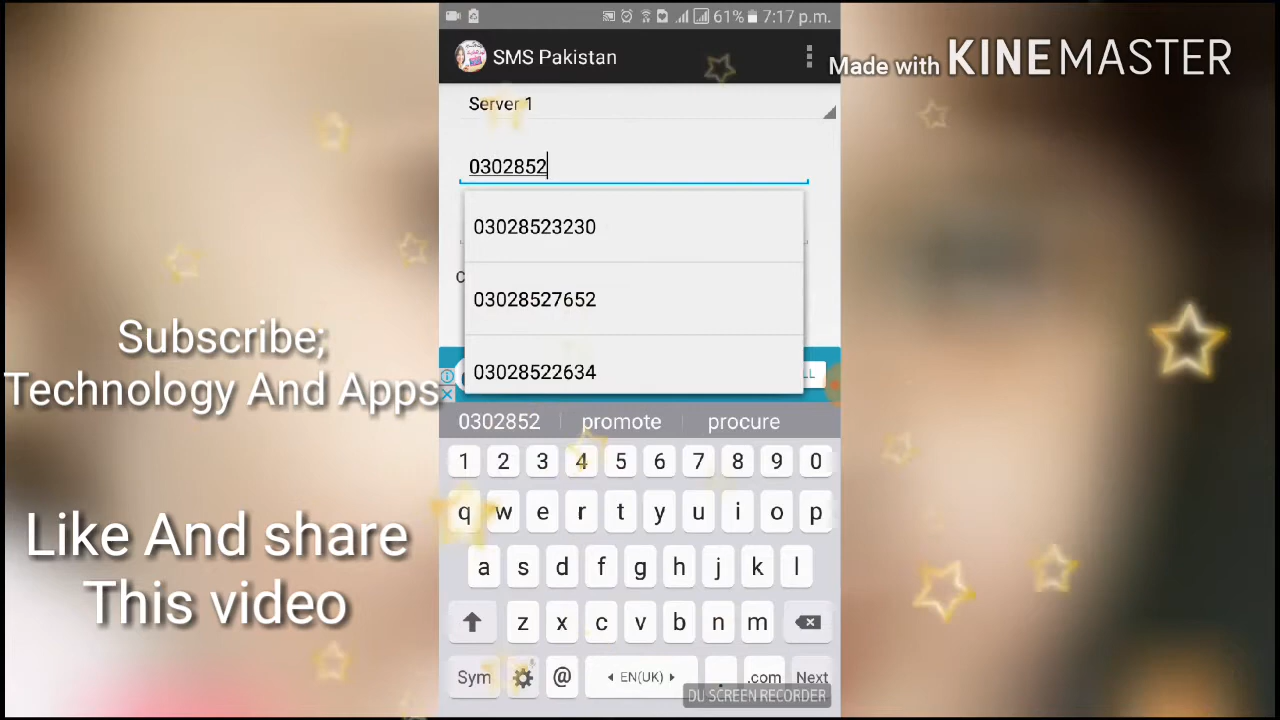 61% 7:17 p.m.
SMS Pakistan
Made with KINEMASTER
Server 1
0302852
03028523230
03028527652
03028522634
Subscribe;
Technology And Apps
Like And share
This video
0302852 promote procure
1 2 3 4 5 6 7 8 9 0
q w e r t y u i o p
a s d f g h j k l
z x c v b n m
Sym @ EN(UK) . .com Next
DU SCREEN RECORDER